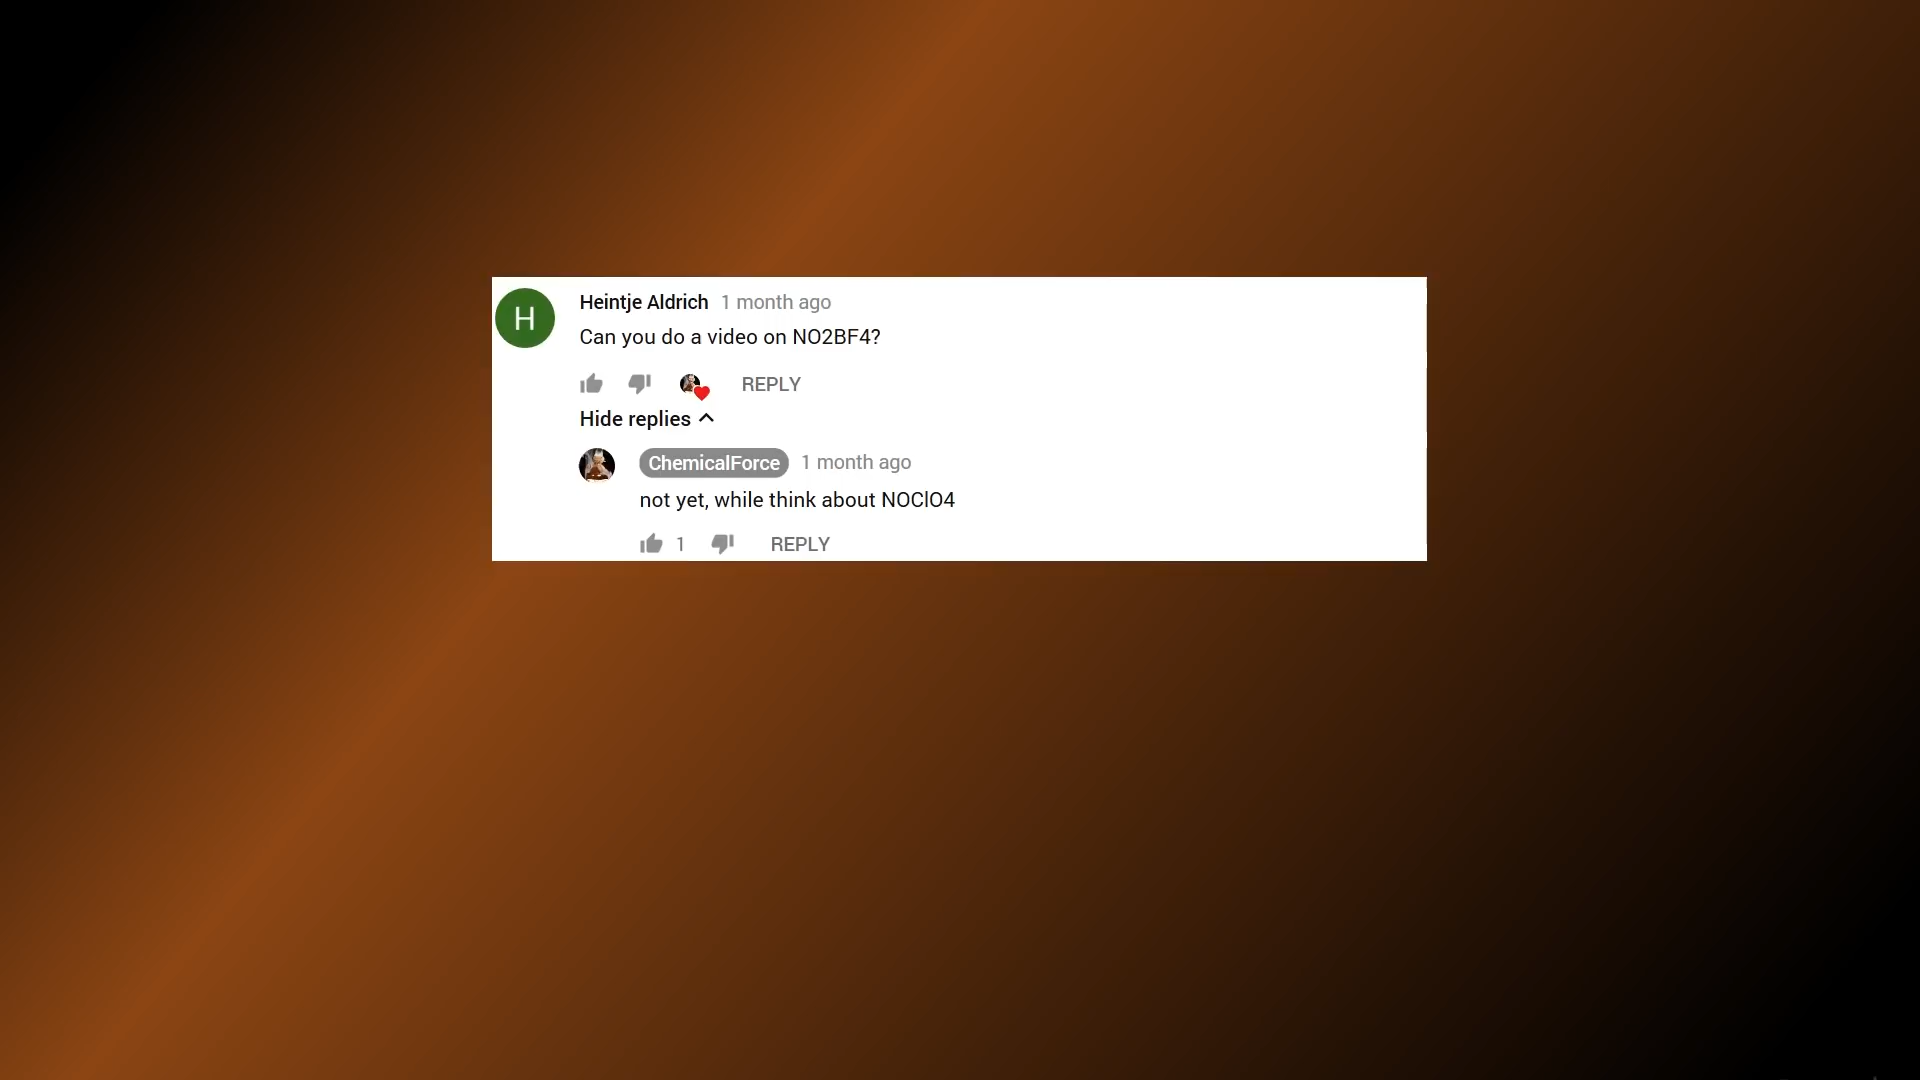 H
Heintje Aldrich 1 month ago
Can you do a video on NO2BF4?
REPLY
Hide replies
ChemicalForce 1 month ago
not yet, while think about NOClO4
1 REPLY